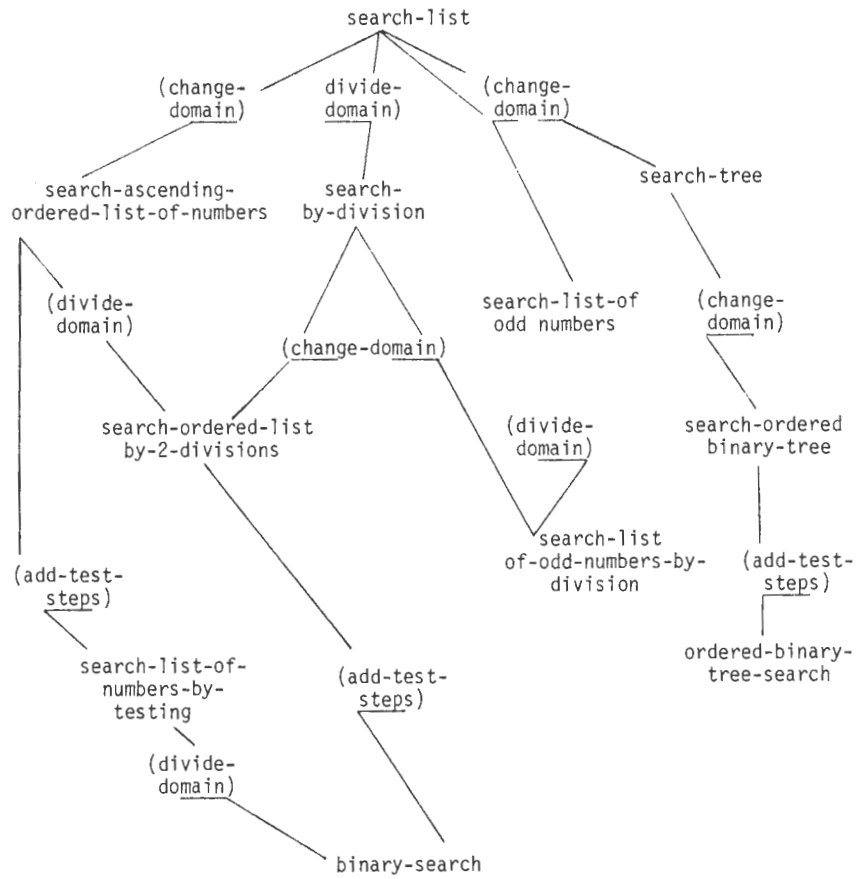 search-list
(change-
domain)
divide-
domain)
(change-
domain)
search-ascending-
ordered-list-of-numbers
search-
by-division
search-tree
(divide-
domain)
search-list-of
odd numbers
(change-
domain)
(change-domain)
search-ordered-list
by-2-divisions
(divide-
domain)
search-ordered
binary-tree
search-list
of-odd-numbers-by-
division
(add-test-
steps)
(add-test-
steps)
search-list-of-
numbers-by-
testing
(add-test-
steps)
ordered-binary-
tree-search
(divide-
domain)
binary-search